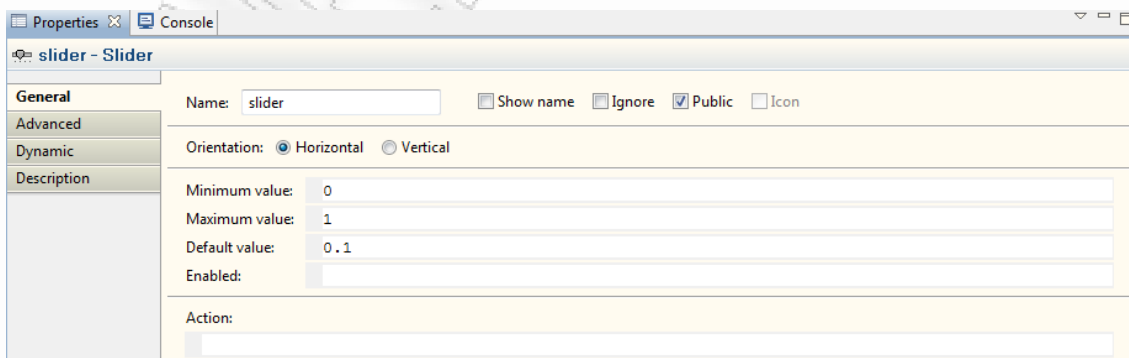 Properties Console
slider - Slider
General
Name: slider Show name Ignore Public Icon
Advanced
Dynamic
Orientation: Horizontal Vertical
Description
Minimum value: 0
Maximum value: 1
Default value: 0.1
Enabled:
Action: